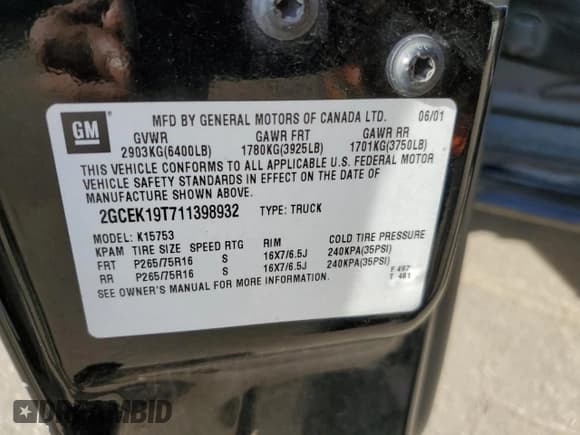 GM
MFD BY GENERAL MOTORS OF CANADA LTD. 06/01
GVWR GAWR FRT GAWR RR
2903KG(6400LB) 1780KG(3925LB) 1701KG(3750LB)
THIS VEHICLE CONFORMS TO ALL APPLICABLE U.S. FEDERAL MOTOR
VEHICLE SAFETY STANDARDS IN EFFECT ON THE DATE OF
MANUFACTURE SHOWN ABOVE.
2GCEK19T711398932 TYPE: TRUCK
MODEL: K15753
KPAM TIRE SIZE SPEED RTG RIM COLD TIRE PRESSURE
FRT P265/75R16 S 16X7/6.5J 240KPA(35PSI)
RR P265/75R16 S 16X7/6.5J 240KPA(35PSI)
SEE OWNER'S MANUAL FOR MORE INFORMATION.
F 497
T 481
DREAMBID